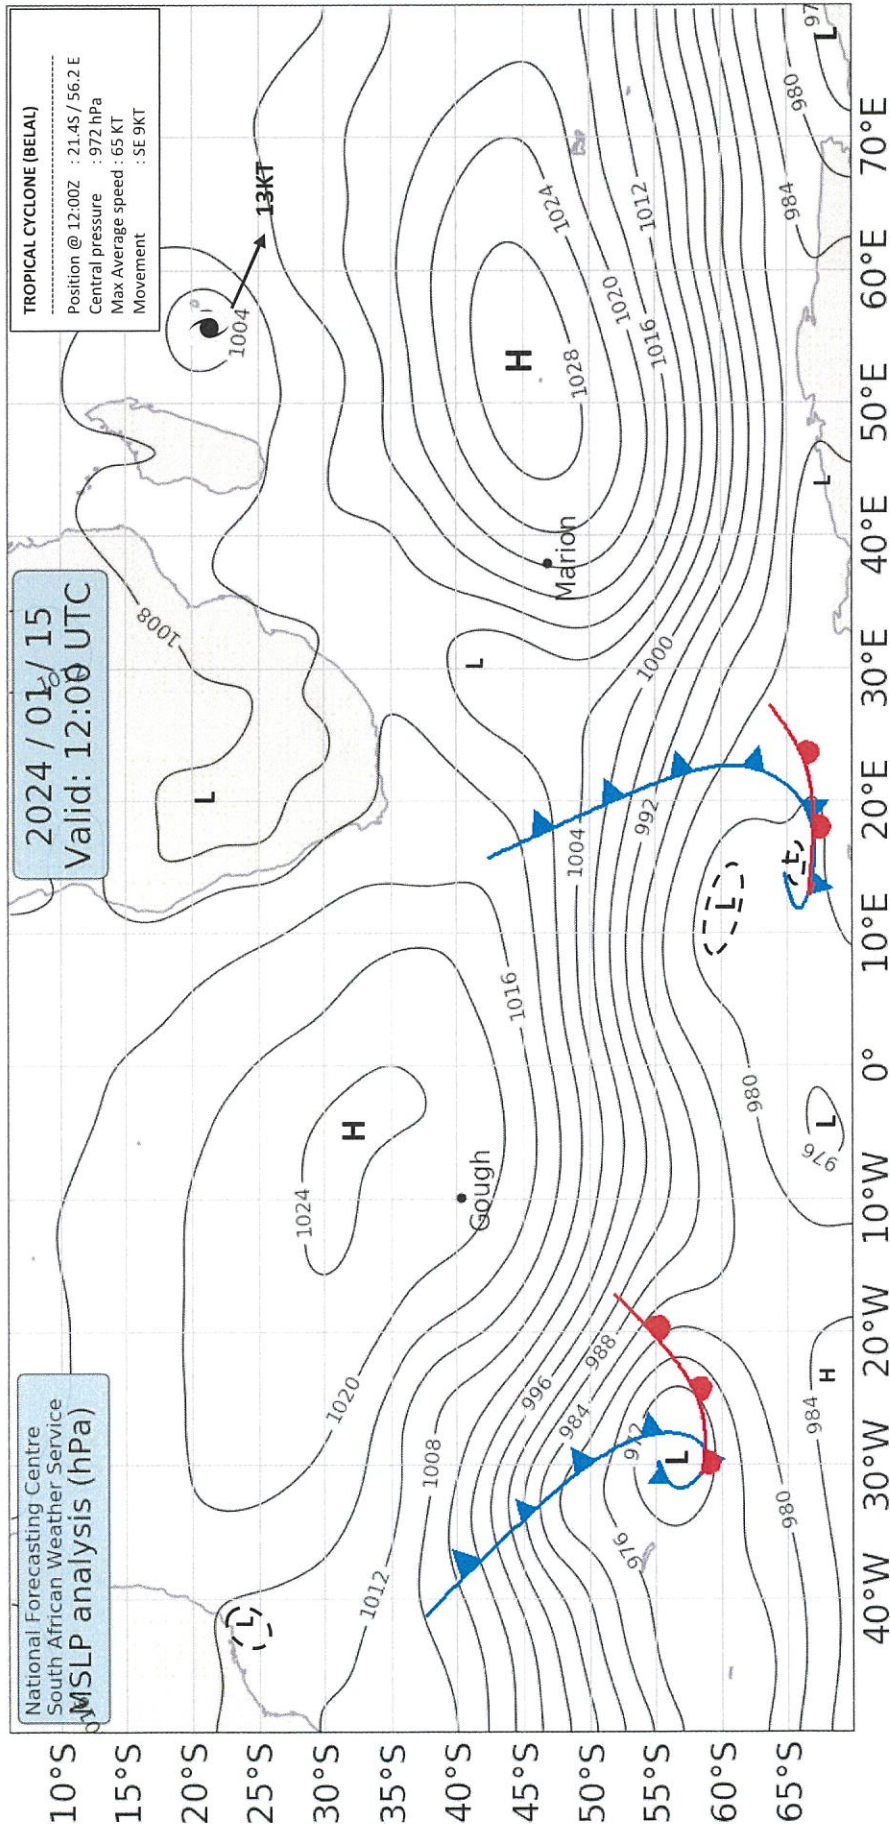 National Forecasting Centre
South African Weather Service
MSLP analysis (hPa)
2024 / 01 / 15
Valid: 12:00 UTC
TROPICAL CYCLONE (BELAL)
Position @ 12:00Z : 21.4S / 56.2 E
Central pressure : 972 hPa
Max Average speed : 65 KT
Movement : SE 9KT
13KT
1004
1008
L
L
H
1024
1020
1012
1008
Gough
1016
H
1028
1024
1020
1016
1012
Marion
L
1000
1004
992
996
988
984
972
L
976
980
984
H
976
L
980
L
L
L
984
980
97
L
10°S
15°S
20°S
25°S
30°S
35°S
40°S
45°S
50°S
55°S
60°S
65°S
40°W
30°W
20°W
10°W
0°
10°E
20°E
30°E
40°E
50°E
60°E
70°E